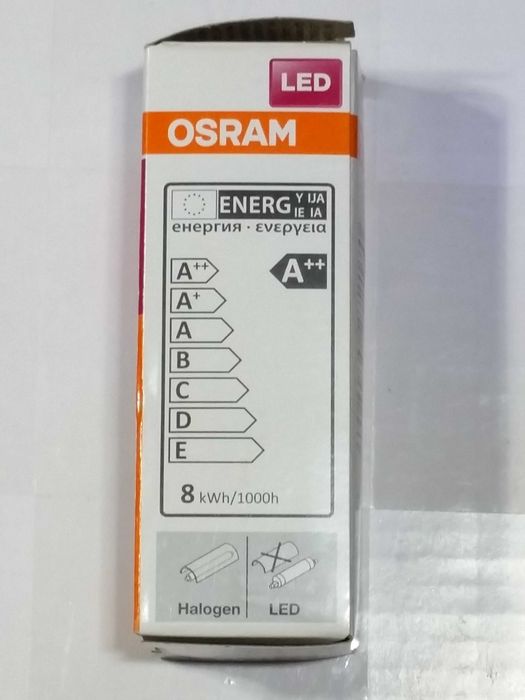 LED
OSRAM
ENERG Y IJA
IE IA
енергия · ενεργεια
A++
A++
A+
A
B
C
D
E
8 kWh/1000h
Halogen LED